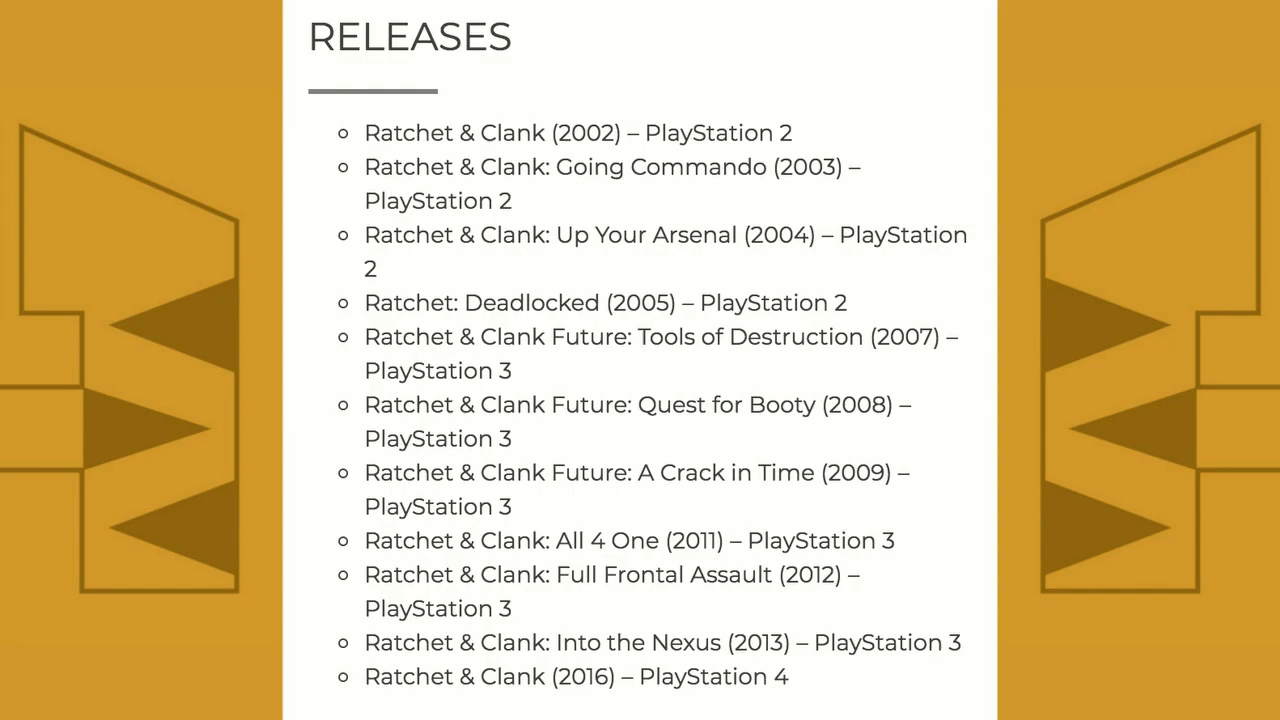 RELEASES
Ratchet & Clank (2002) – PlayStation 2
Ratchet & Clank: Going Commando (2003) –
PlayStation 2
Ratchet & Clank: Up Your Arsenal (2004) – PlayStation
2
Ratchet: Deadlocked (2005) – PlayStation 2
Ratchet & Clank Future: Tools of Destruction (2007) –
PlayStation 3
Ratchet & Clank Future: Quest for Booty (2008) –
PlayStation 3
Ratchet & Clank Future: A Crack in Time (2009) –
PlayStation 3
Ratchet & Clank: All 4 One (2011) – PlayStation 3
Ratchet & Clank: Full Frontal Assault (2012) –
PlayStation 3
Ratchet & Clank: Into the Nexus (2013) – PlayStation 3
Ratchet & Clank (2016) – PlayStation 4